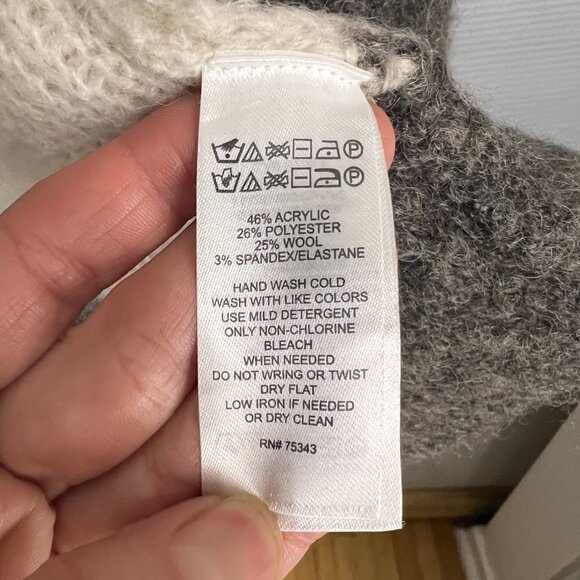 46% ACRYLIC
26% POLYESTER
25% WOOL
3% SPANDEX/ELASTANE
HAND WASH COLD
WASH WITH LIKE COLORS
USE MILD DETERGENT
ONLY NON-CHLORINE
BLEACH
WHEN NEEDED
DO NOT WRING OR TWIST
DRY FLAT
LOW IRON IF NEEDED
OR DRY CLEAN
RN# 75343